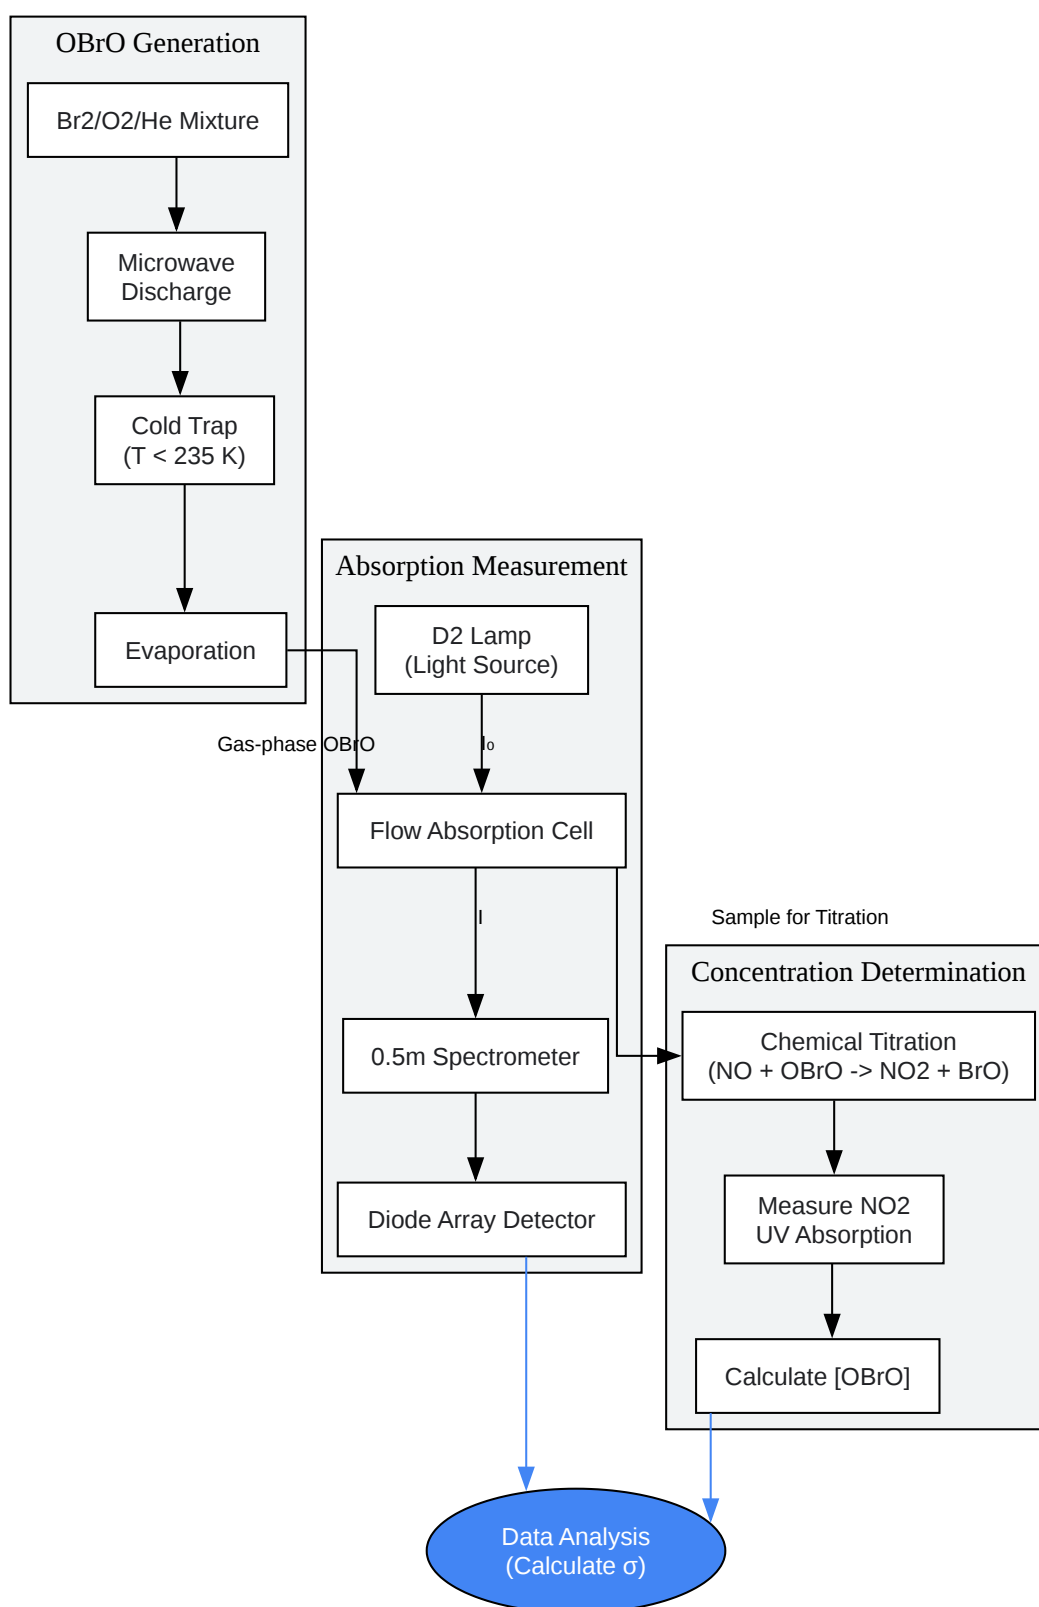 OBrO Generation
Br2/O2/He Mixture
Microwave
Discharge
Cold Trap
(T < 235 K)
Evaporation
Absorption Measurement
D2 Lamp
(Light Source)
Gas-phase OBrO
I₀
Flow Absorption Cell
I
Sample for Titration
0.5m Spectrometer
Diode Array Detector
Concentration Determination
Chemical Titration
(NO + OBrO -> NO2 + BrO)
Measure NO2
UV Absorption
Calculate [OBrO]
Data Analysis
(Calculate σ)